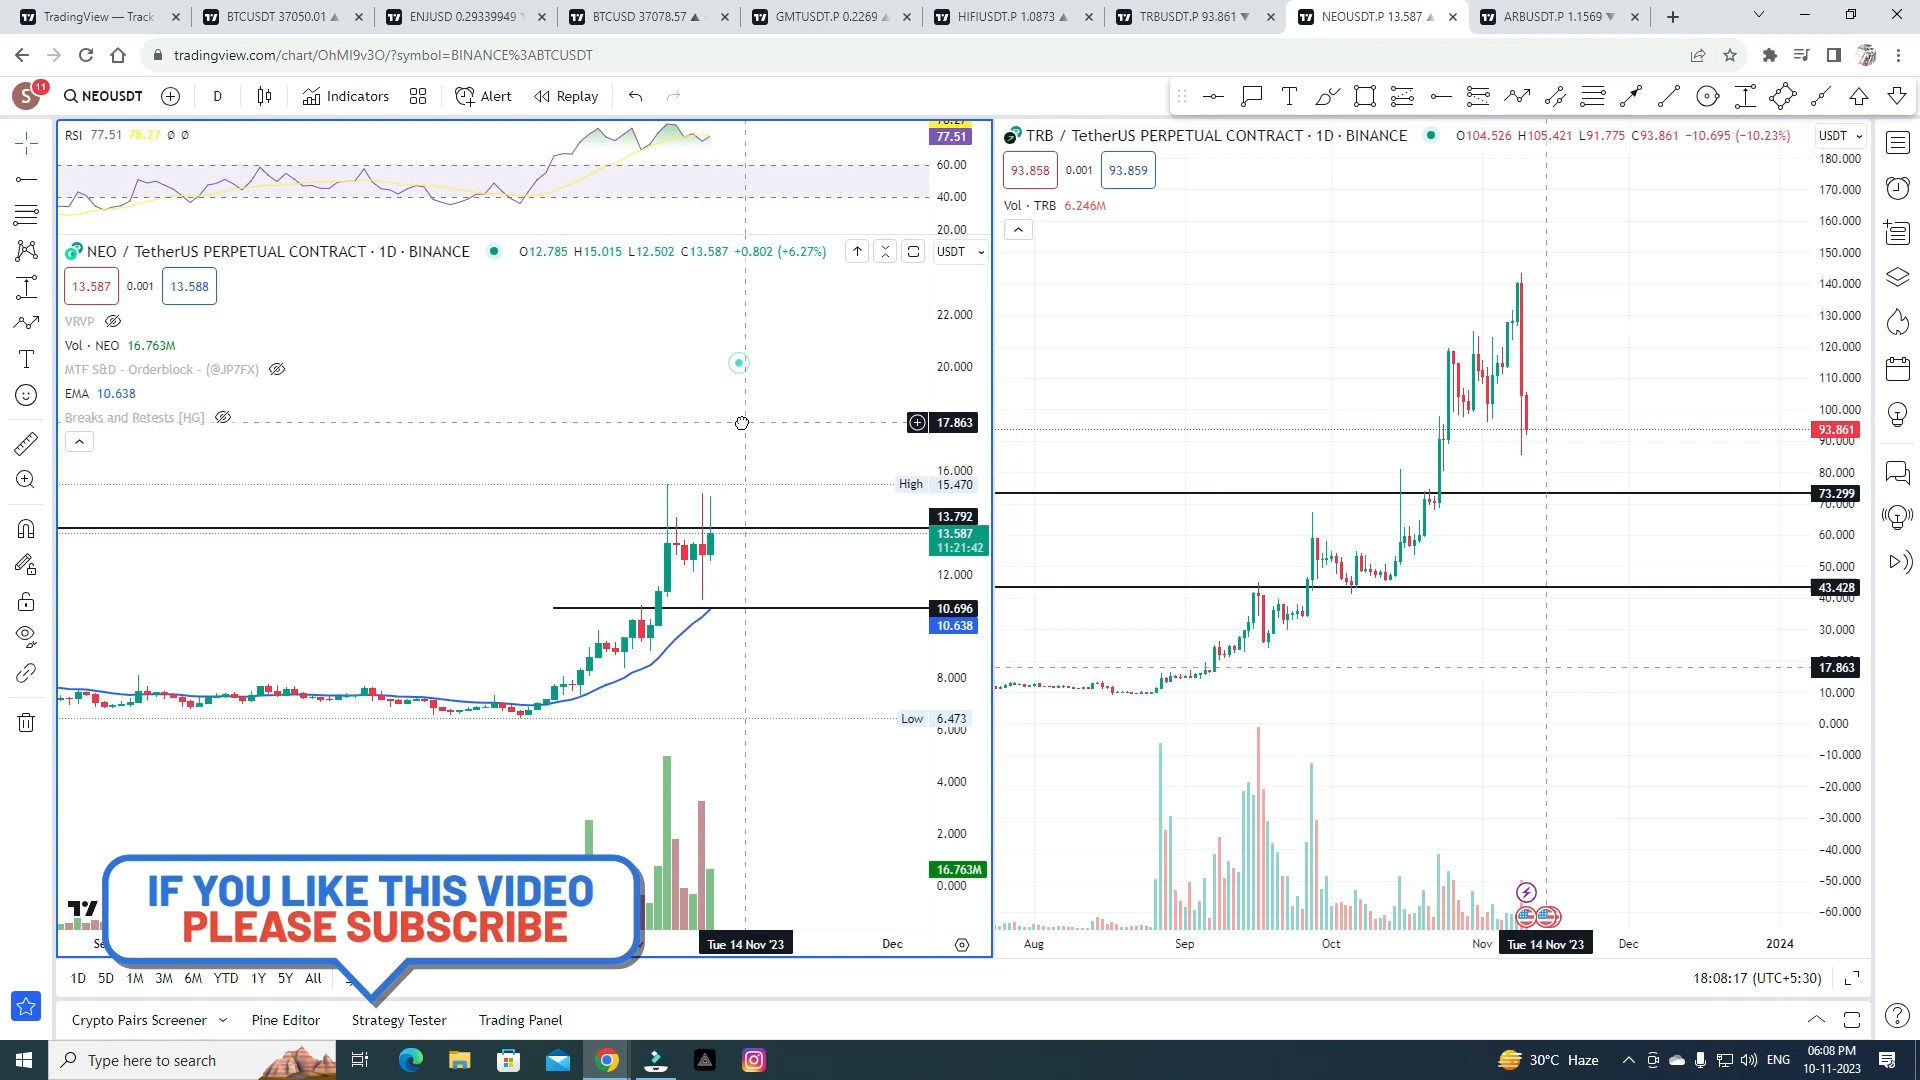 TradingView — Track
BTCUSDT 37050.01
ENJUSD 0.29339949
BTCUSD 37078.57
GMTUSDT.P 0.2269
HIFIUSDT.P 1.0873
TRBUSDT.P 93.861
NEOUSDT.P 13.587
ARBUSDT.P 1.1569
tradingview.com/chart/OhMI9v3O/?symbol=BINANCE%3ABTCUSDT
S 11
NEOUSDT
D
Indicators
Alert
Replay
RSI 77.51 78.27 Ø Ø
77.51
60.00
40.00
20.00
NEO / TetherUS PERPETUAL CONTRACT · 1D · BINANCE
O12.785 H15.015 L12.502 C13.587 +0.802 (+6.27%)
USDT
13.587 0.001 13.588
VRVP
Vol · NEO 16.763M
MTF S&D - Orderblock - (@JP7FX)
EMA 10.638
Breaks and Retests [HG]
22.000
20.000
17.863
16.000
High 15.470
13.792
13.587
11:21:42
12.000
10.696
10.638
8.000
Low 6.473
6.000
4.000
2.000
16.763M
0.000
Tue 14 Nov '23
Dec
TRB / TetherUS PERPETUAL CONTRACT · 1D · BINANCE
O104.526 H105.421 L91.775 C93.861 −10.695 (−10.23%)
USDT
93.858 0.001 93.859
Vol · TRB 6.246M
180.000
170.000
160.000
150.000
140.000
130.000
120.000
110.000
100.000
93.861
90.000
80.000
73.299
70.000
60.000
50.000
43.428
40.000
30.000
17.863
10.000
0.000
−10.000
−20.000
−30.000
−40.000
−50.000
−60.000
Aug
Sep
Oct
Nov
Tue 14 Nov '23
Dec
2024
IF YOU LIKE THIS VIDEO
PLEASE SUBSCRIBE
1D 5D 1M 3M 6M YTD 1Y 5Y All
18:08:17 (UTC+5:30)
Crypto Pairs Screener
Pine Editor
Strategy Tester
Trading Panel
Type here to search
30°C Haze
ENG
06:08 PM
10-11-2023